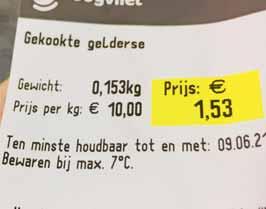 Gekookte gelderse
Gewicht: 0,153kg
Prijs per kg: € 10,00
Prijs: €
1,53
Ten minste houdbaar tot en met: 09.06.2
Bewaren bij max. 7°C.